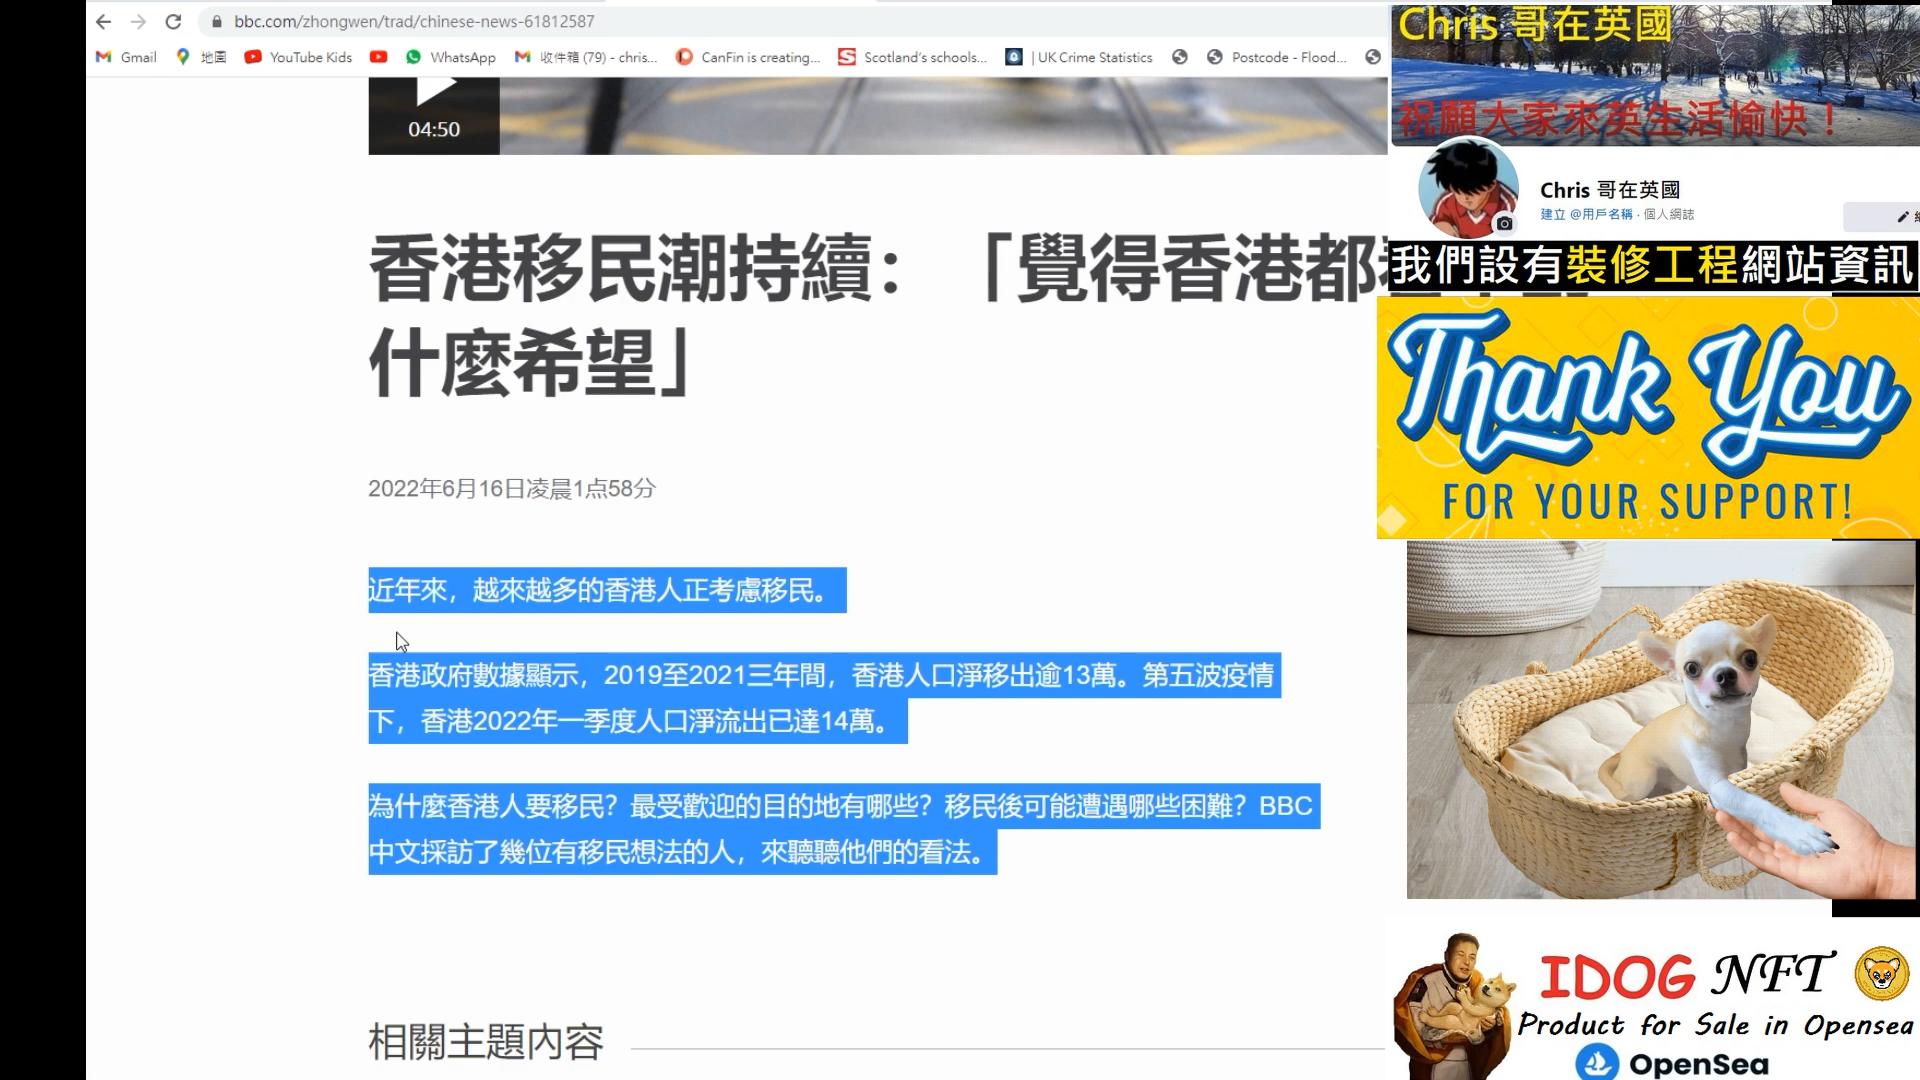 bbc.com/zhongwen/trad/chinese-news-61812587
Gmail 地圖 YouTube Kids WhatsApp 收件箱 (79) - chris... CanFin is creating... Scotland's schools... | UK Crime Statistics Postcode - Flood...
04:50
香港移民潮持續：「覺得香港都
什麼希望」
2022年6月16日凌晨1点58分
近年來，越來越多的香港人正考慮移民。
香港政府數據顯示，2019至2021三年間，香港人口淨移出逾13萬。第五波疫情
下，香港2022年一季度人口淨流出已達14萬。
為什麼香港人要移民？最受歡迎的目的地有哪些？移民後可能遭遇哪些困難？BBC
中文採訪了幾位有移民想法的人，來聽聽他們的看法。
相關主題內容
Chris 哥在英國
祝願大家來英生活愉快！
Chris 哥在英國
建立 @用戶名稱 · 個人網誌
我們設有裝修工程網站資訊
Thank You
FOR YOUR SUPPORT!
IDOG NFT
Product for Sale in Opensea
OpenSea